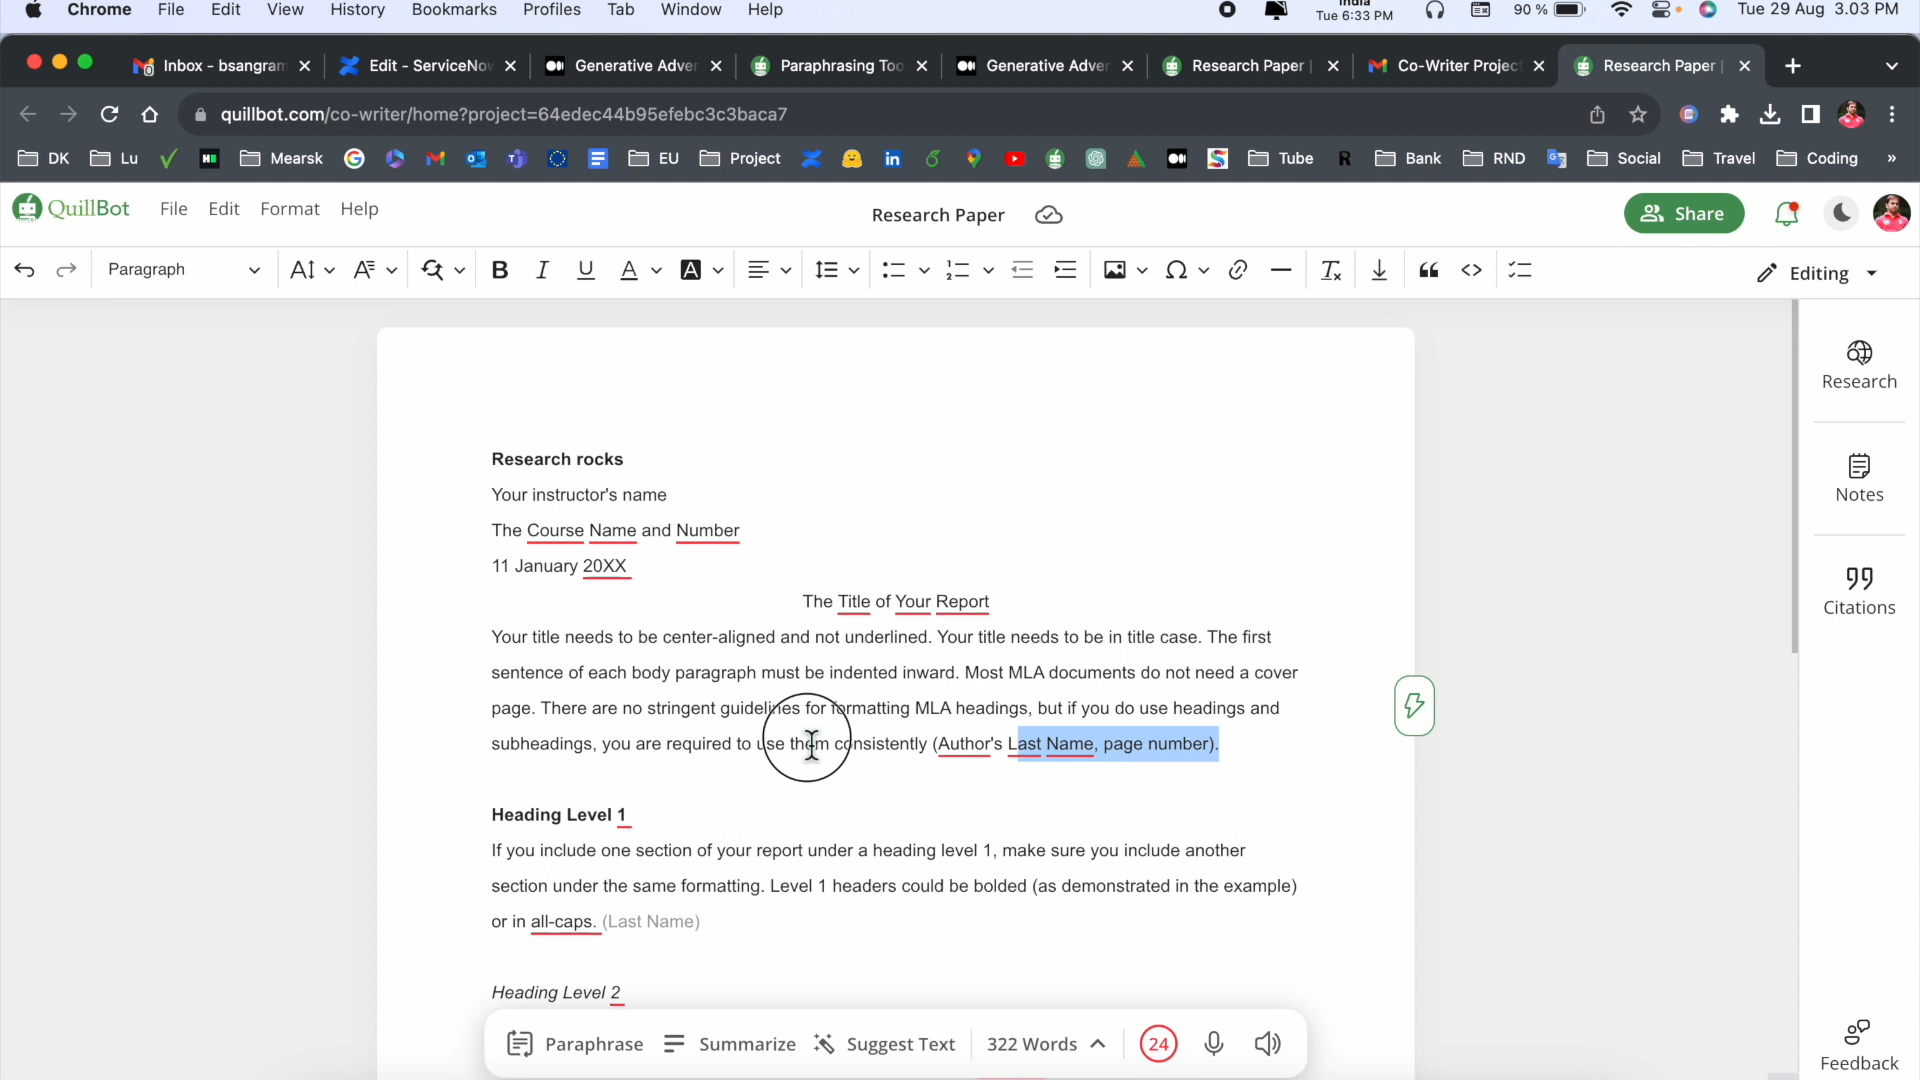 Chrome File Edit View History Bookmarks Profiles Tab Window Help
India
Tue 6:33 PM 90 % Tue 29 Aug 3.03 PM
Inbox - bsangram Edit - ServiceNow Generative Adver Paraphrasing Too Generative Adver Research Paper | Co-Writer Project Research Paper |
quillbot.com/co-writer/home?project=64edec44b95efebc3c3baca7
DK Lu Mearsk EU Project Tube R Bank RND Social Travel Coding »
QuillBot File Edit Format Help Research Paper Share
Paragraph Editing
Research
Notes
Citations
Research rocks
Your instructor's name
The Course Name and Number
11 January 20XX
The Title of Your Report
Your title needs to be center-aligned and not underlined. Your title needs to be in title case. The first
sentence of each body paragraph must be indented inward. Most MLA documents do not need a cover
page. There are no stringent guidelines for formatting MLA headings, but if you do use headings and
subheadings, you are required to use them consistently (Author's Last Name, page number).
Heading Level 1
If you include one section of your report under a heading level 1, make sure you include another
section under the same formatting. Level 1 headers could be bolded (as demonstrated in the example)
or in all-caps. (Last Name)
Heading Level 2
Paraphrase Summarize Suggest Text 322 Words 24
Feedback